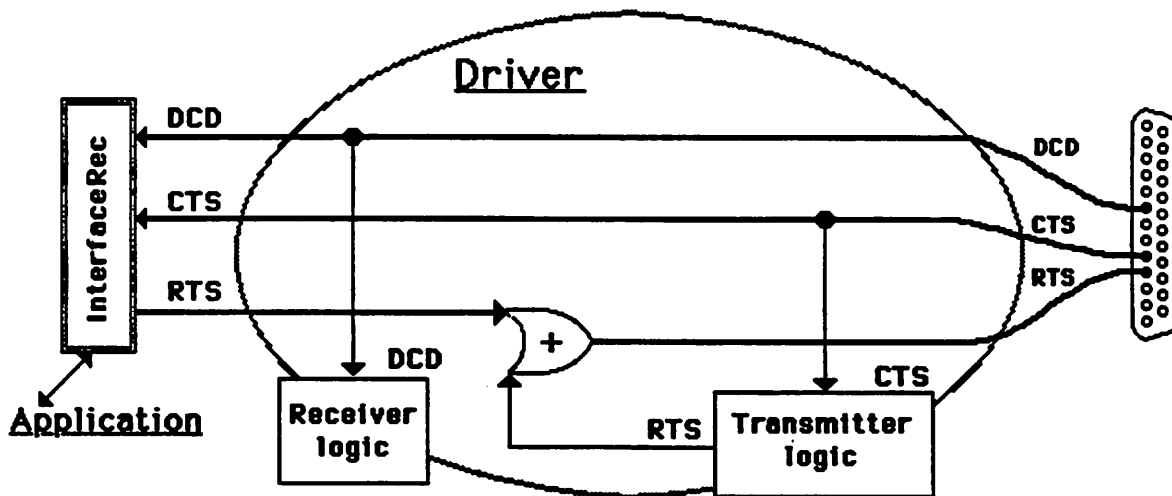 Driver
DCD
DCD
InterfaceRec
CTS
CTS
RTS
RTS
+
DCD
CTS
Application
Receiver
logic
RTS
Transmitter
logic